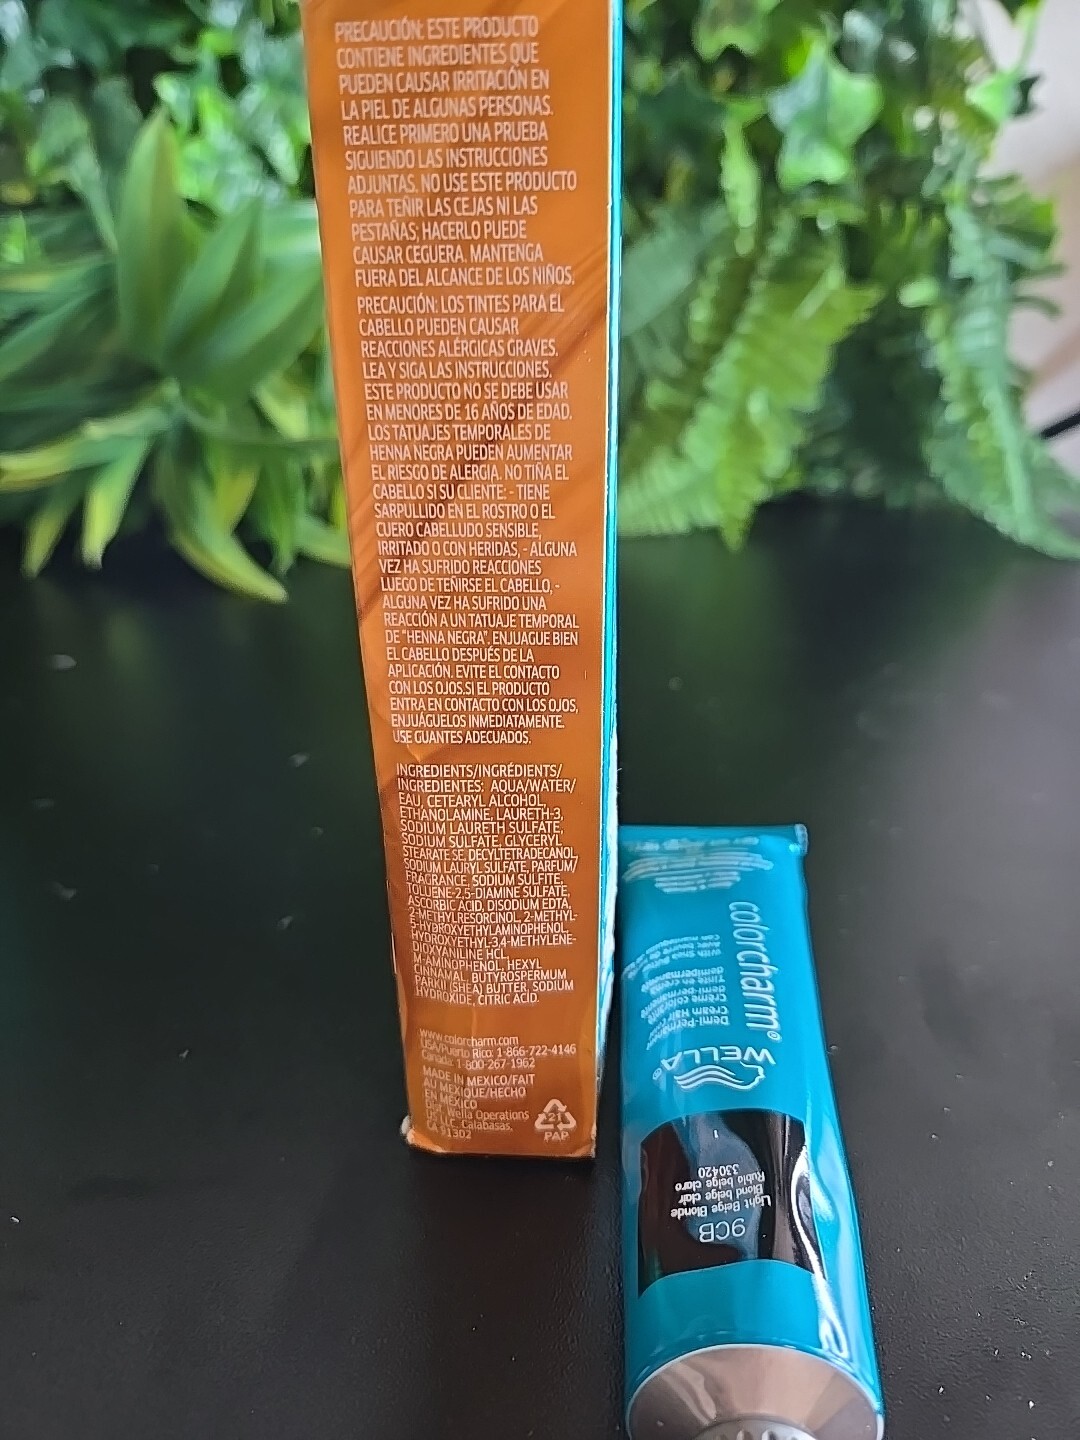 PRECAUCIÓN: ESTE PRODUCTO
CONTIENE INGREDIENTES QUE
PUEDEN CAUSAR IRRITACIÓN EN
LA PIEL DE ALGUNAS PERSONAS.
REALICE PRIMERO UNA PRUEBA
SIGUIENDO LAS INSTRUCCIONES
ADJUNTAS. NO USE ESTE PRODUCTO
PARA TEÑIR LAS CEJAS NI LAS
PESTAÑAS; HACERLO PUEDE
CAUSAR CEGUERA. MANTENGA
FUERA DEL ALCANCE DE LOS NIÑOS.
PRECAUCIÓN: LOS TINTES PARA EL
CABELLO PUEDEN CAUSAR
REACCIONES ALÉRGICAS GRAVES.
LEA Y SIGA LAS INSTRUCCIONES.
ESTE PRODUCTO NO SE DEBE USAR
EN MENORES DE 16 AÑOS DE EDAD.
LOS TATUAJES TEMPORALES DE
HENNA NEGRA PUEDEN AUMENTAR
EL RIESGO DE ALERGIA. NO TIÑA EL
CABELLO SI SU CLIENTE: - TIENE
SARPULLIDO EN EL ROSTRO O EL
CUERO CABELLUDO SENSIBLE,
IRRITADO O CON HERIDAS, - ALGUNA
VEZ HA SUFRIDO REACCIONES
LUEGO DE TEÑIRSE EL CABELLO, -
ALGUNA VEZ HA SUFRIDO UNA
REACCIÓN A UN TATUAJE TEMPORAL
DE "HENNA NEGRA". ENJUAGUE BIEN
EL CABELLO DESPUÉS DE LA
APLICACIÓN. EVITE EL CONTACTO
CON LOS OJOS.SI EL PRODUCTO
ENTRA EN CONTACTO CON LOS OJOS,
ENJUÁGUELOS INMEDIATAMENTE.
USE GUANTES ADECUADOS.
INGREDIENTS/INGRÉDIENTS/
INGREDIENTES: AQUA/WATER/
EAU, CETEARYL ALCOHOL,
ETHANOLAMINE, LAURETH-3,
SODIUM LAURETH SULFATE,
SODIUM SULFATE, GLYCERYL
STEARATE SE, DECYLTETRADECANOL,
SODIUM LAURYL SULFATE, PARFUM/
FRAGRANCE, SODIUM SULFITE,
TOLUENE-2,5-DIAMINE SULFATE,
ASCORBIC ACID, DISODIUM EDTA,
2-METHYLRESORCINOL, 2-METHYL-
5-HYDROXYETHYLAMINOPHENOL,
HYDROXYETHYL-3,4-METHYLENE-
DIOXYANILINE HCL,
M-AMINOPHENOL, HEXYL
CINNAMAL, BUTYROSPERMUM
PARKII (SHEA) BUTTER, SODIUM
HYDROXIDE, CITRIC ACID.
www.colorcharm.com
USA/Puerto Rico: 1-866-722-4146
Canada: 1-800-267-1962
MADE IN MEXICO/FAIT
AU MEXIQUE/HECHO
EN MÉXICO
Dist. Wella Operations
US LLC, Calabasas,
CA 91302
21
PAP
9CB
Light Beige Blonde
Blond beige clair
Rubio beige claro
330420
WELLA®
colorcharm®
Demi-Permanent
Cream Hair Color
Crème colorante
demi-permanente
Tinte en crema
demipermanente
With Shea Butter
Avec beurre de
Con mantequilla